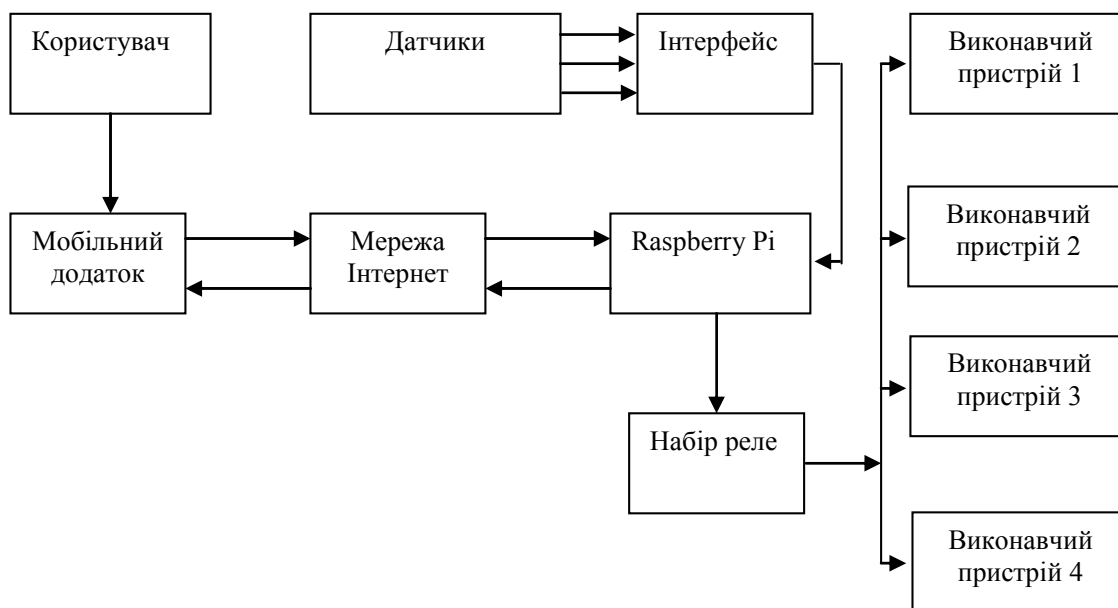 Користувач
Датчики
Інтерфейс
Виконавчий
пристрій 1
Мобільний
додаток
Мережа
Інтернет
Raspberry Pi
Виконавчий
пристрій 2
Виконавчий
пристрій 3
Набір реле
Виконавчий
пристрій 4